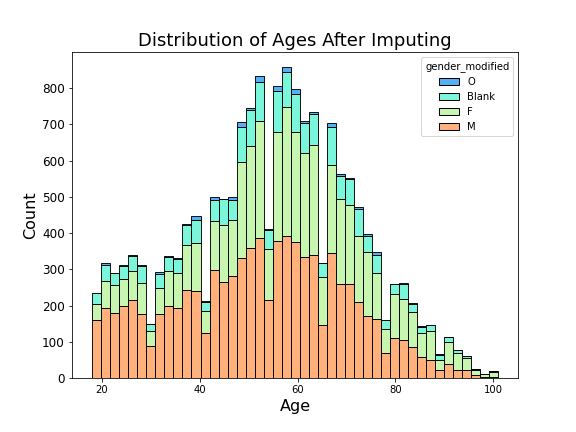 Distribution of Ages After Imputing
gender_modified
O
Blank
F
M
Count
800
700
600
500
400
300
200
100
0
20 40 60 80 100
Age